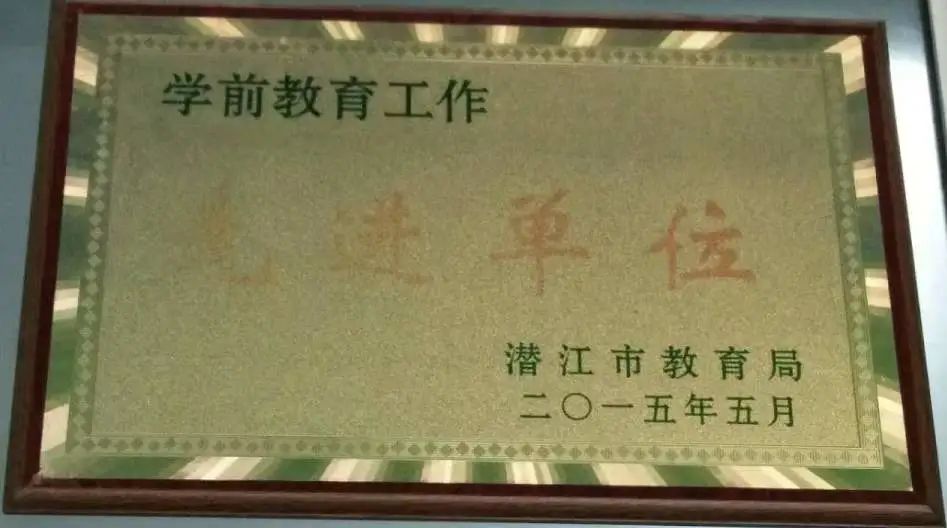 学前教育工作
先进单位
潜江市教育局
二〇一五年五月